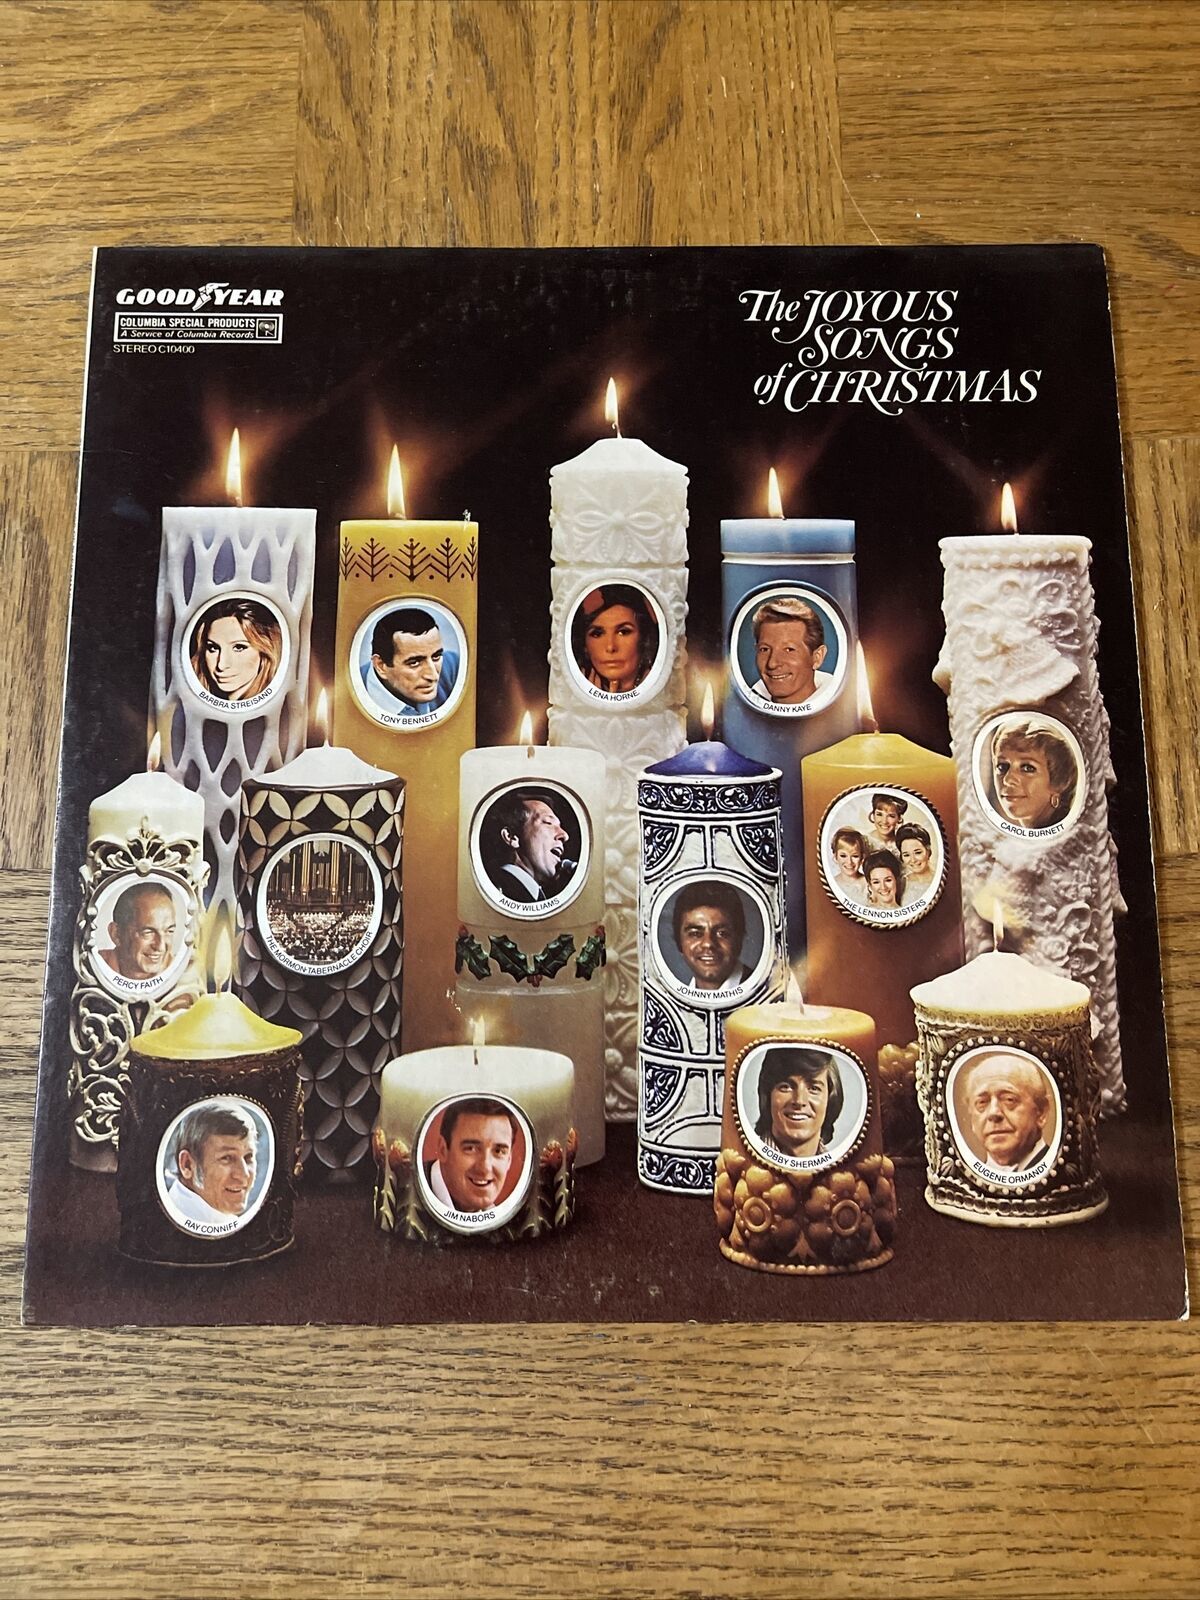 GOODYEAR
COLUMBIA SPECIAL PRODUCTS
A Service of Columbia Records
STEREO C10400
The JOYOUS
SONGS
of CHRISTMAS
BARBRA STREISAND
TONY BENNETT
LENA HORNE
DANNY KAYE
CAROL BURNETT
PERCY FAITH
THE MORMON TABERNACLE CHOIR
ANDY WILLIAMS
JOHNNY MATHIS
THE LENNON SISTERS
RAY CONNIFF
JIM NABORS
BOBBY SHERMAN
EUGENE ORMANDY